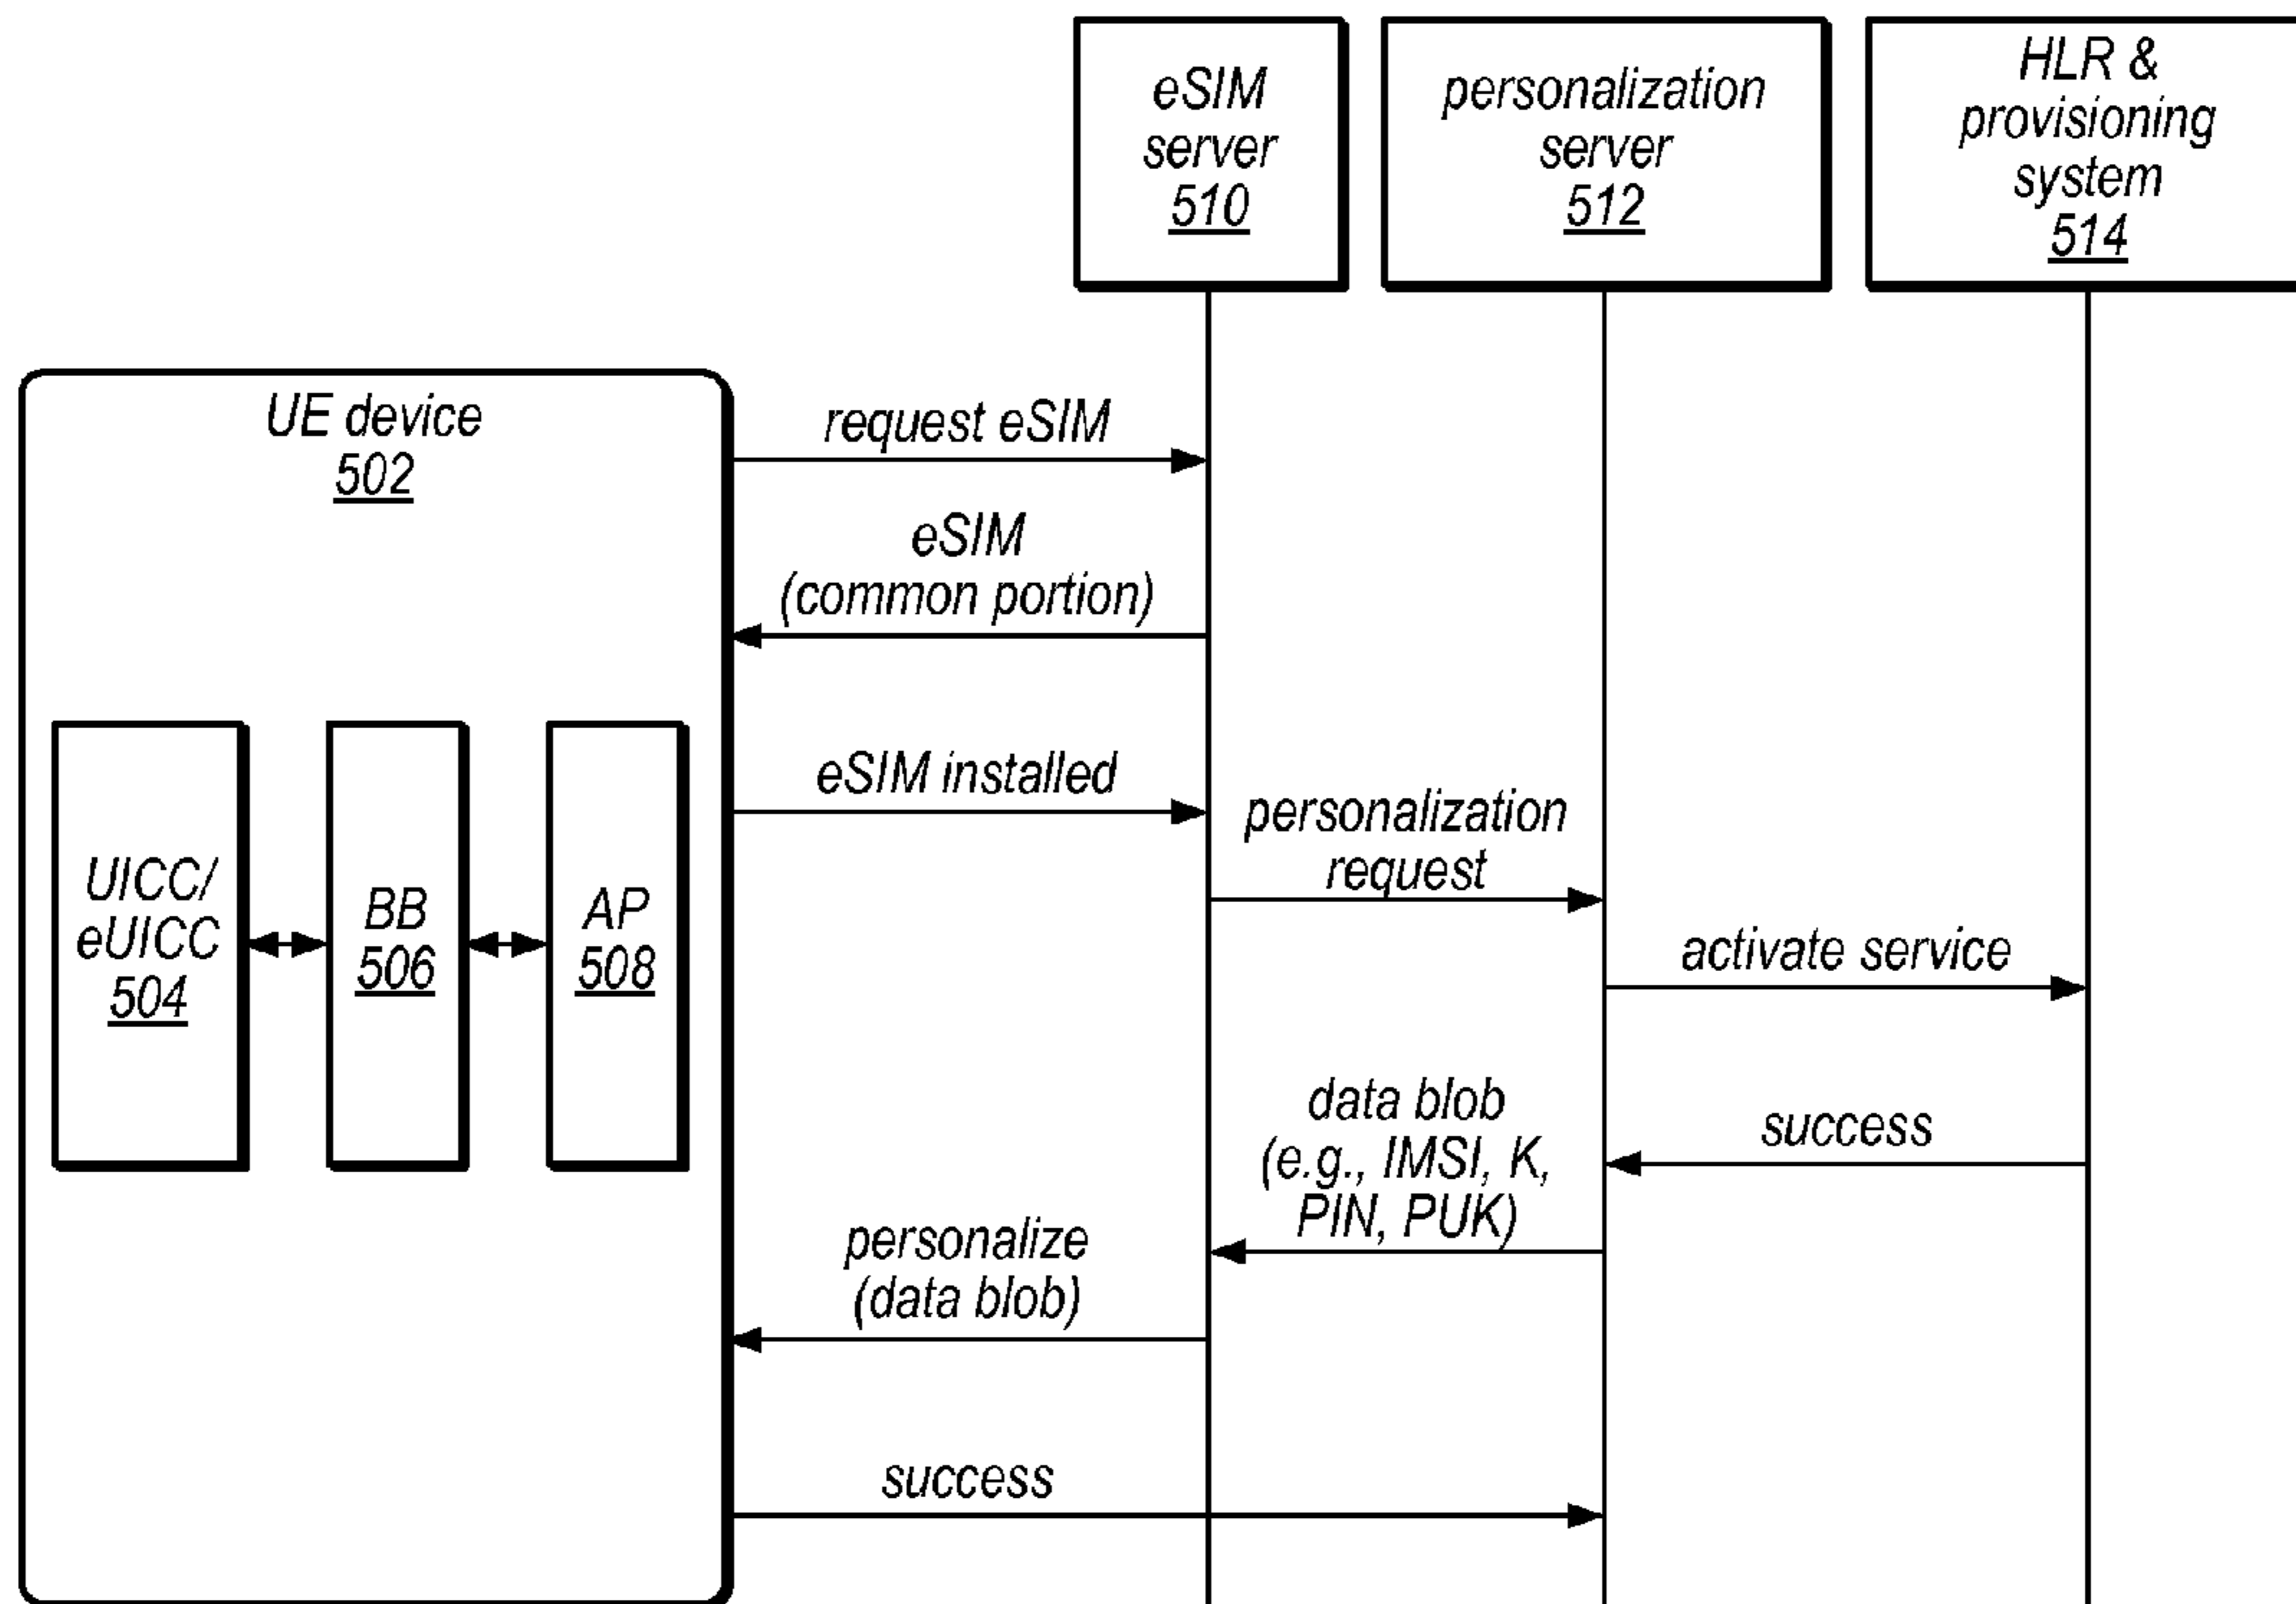 eSIM
server
510
personalization
server
512
HLR &
provisioning
system
514
UE device
502
request eSIM
eSIM
(common portion)
eSIM installed
personalization
request
UICC/
eUICC
504
BB
506
AP
508
activate service
data blob
(e.g., IMSI, K,
PIN, PUK)
success
personalize
(data blob)
success